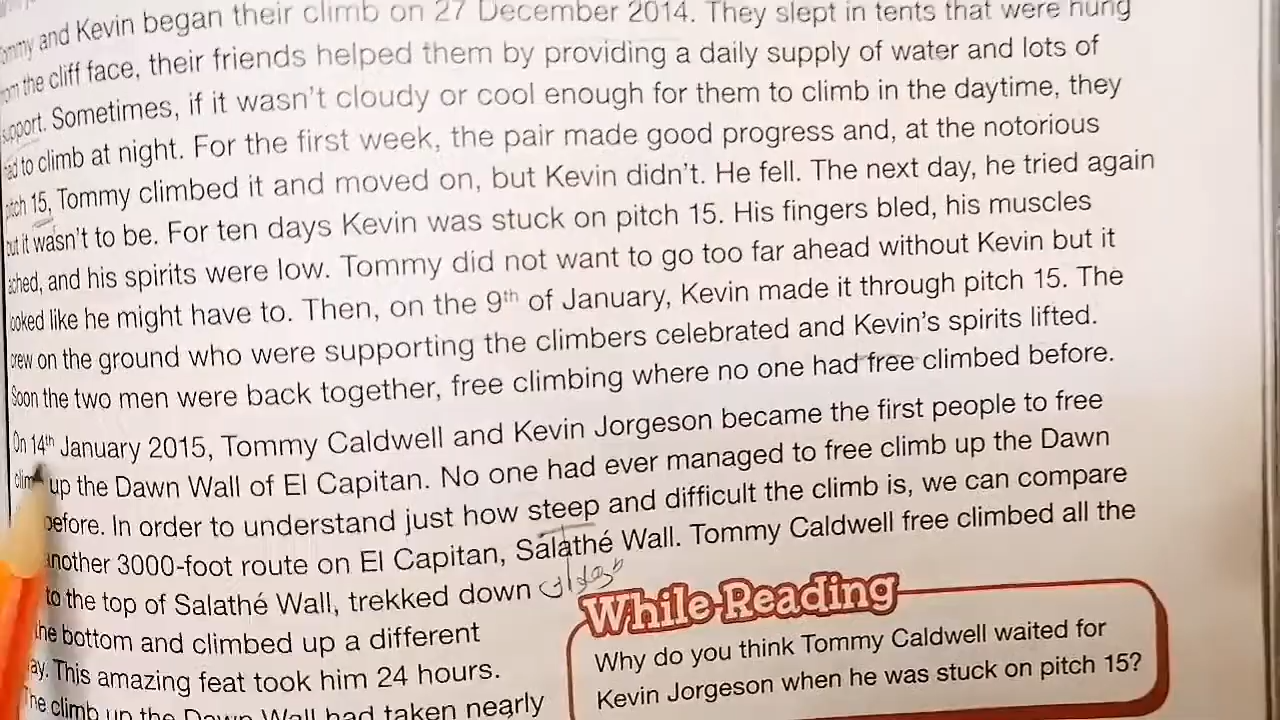 and Kevin began their climb on 27 December 2014. They slept in tents that were hung
the cliff face, their friends helped them by providing a daily supply of water and lots of
support. Sometimes, if it wasn't cloudy or cool enough for them to climb in the daytime, they
to climb at night. For the first week, the pair made good progress and, at the notorious
15, Tommy climbed it and moved on, but Kevin didn't. He fell. The next day, he tried again
it wasn't to be. For ten days Kevin was stuck on pitch 15. His fingers bled, his muscles
and his spirits were low. Tommy did not want to go too far ahead without Kevin but it
like he might have to. Then, on the 9th of January, Kevin made it through pitch 15. The
on the ground who were supporting the climbers celebrated and Kevin's spirits lifted.
Soon the two men were back together, free climbing where no one had free climbed before.
On 14th January 2015, Tommy Caldwell and Kevin Jorgeson became the first people to free
up the Dawn Wall of El Capitan. No one had ever managed to free climb up the Dawn
before. In order to understand just how steep and difficult the climb is, we can compare
another 3000-foot route on El Capitan, Salathé Wall. Tommy Caldwell free climbed all the
to the top of Salathé Wall, trekked down
the bottom and climbed up a different
This amazing feat took him 24 hours.
The climb up the Dawn Wall had taken nearly
While Reading
Why do you think Tommy Caldwell waited for
Kevin Jorgeson when he was stuck on pitch 15?